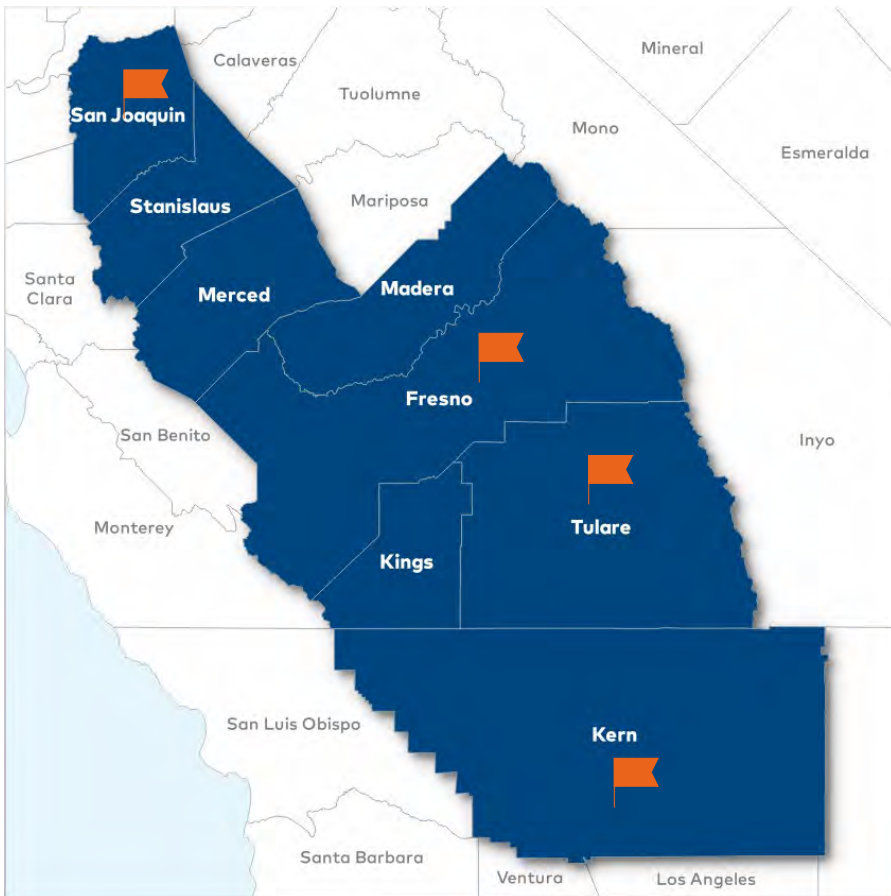 Mineral
Calaveras
Tuolumne
San Joaquin
Mono
Esmeralda
Mariposa
Stanislaus
Santa
Clara
Merced
Madera
Fresno
San Benito
Inyo
Monterey
Tulare
Kings
San Luis Obispo
Kern
Santa Barbara
Ventura
Los Angeles